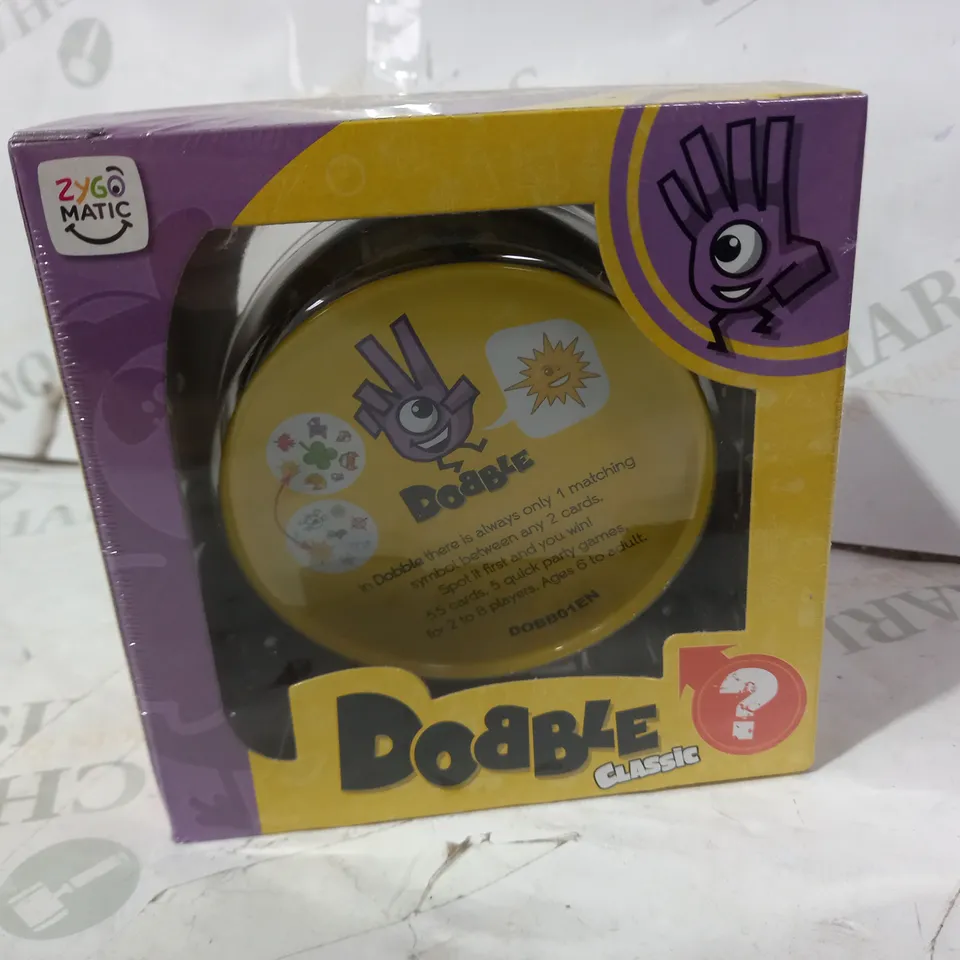 ZYGO
MATIC
DOBBLE
In Dobble there is always only 1 matching
symbol between any 2 cards.
Spot it first and you win!
55 cards, 5 quick party games,
for 2 to 8 players. Ages 6 to adult.
DOBB01EN
DOBBLE
CLASSIC
?